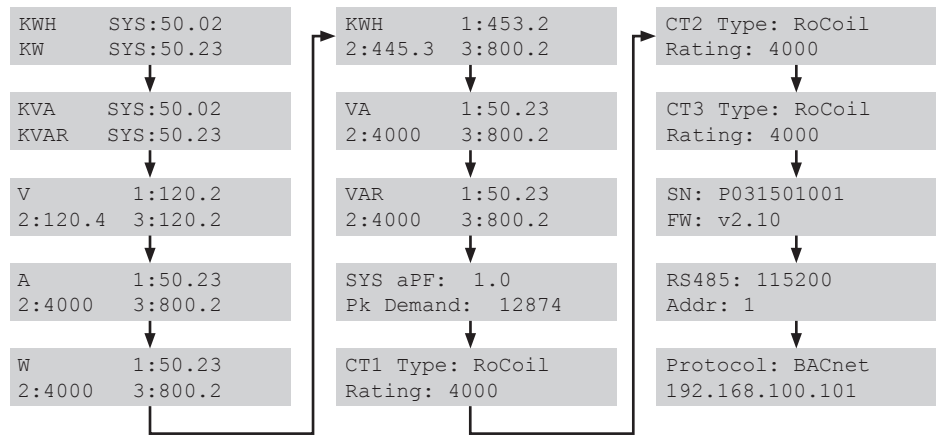 KWH SYS:50.02
KW SYS:50.23
KVA SYS:50.02
KVAR SYS:50.23
V 1:120.2
2:120.4 3:120.2
A 1:50.23
2:4000 3:800.2
W 1:50.23
2:4000 3:800.2
KWH 1:453.2
2:445.3 3:800.2
VA 1:50.23
2:4000 3:800.2
VAR 1:50.23
2:4000 3:800.2
SYS aPF: 1.0
Pk Demand: 12874
CT1 Type: RoCoil
Rating: 4000
CT2 Type: RoCoil
Rating: 4000
CT3 Type: RoCoil
Rating: 4000
SN: P031501001
FW: v2.10
RS485: 115200
Addr: 1
Protocol: BACnet
192.168.100.101